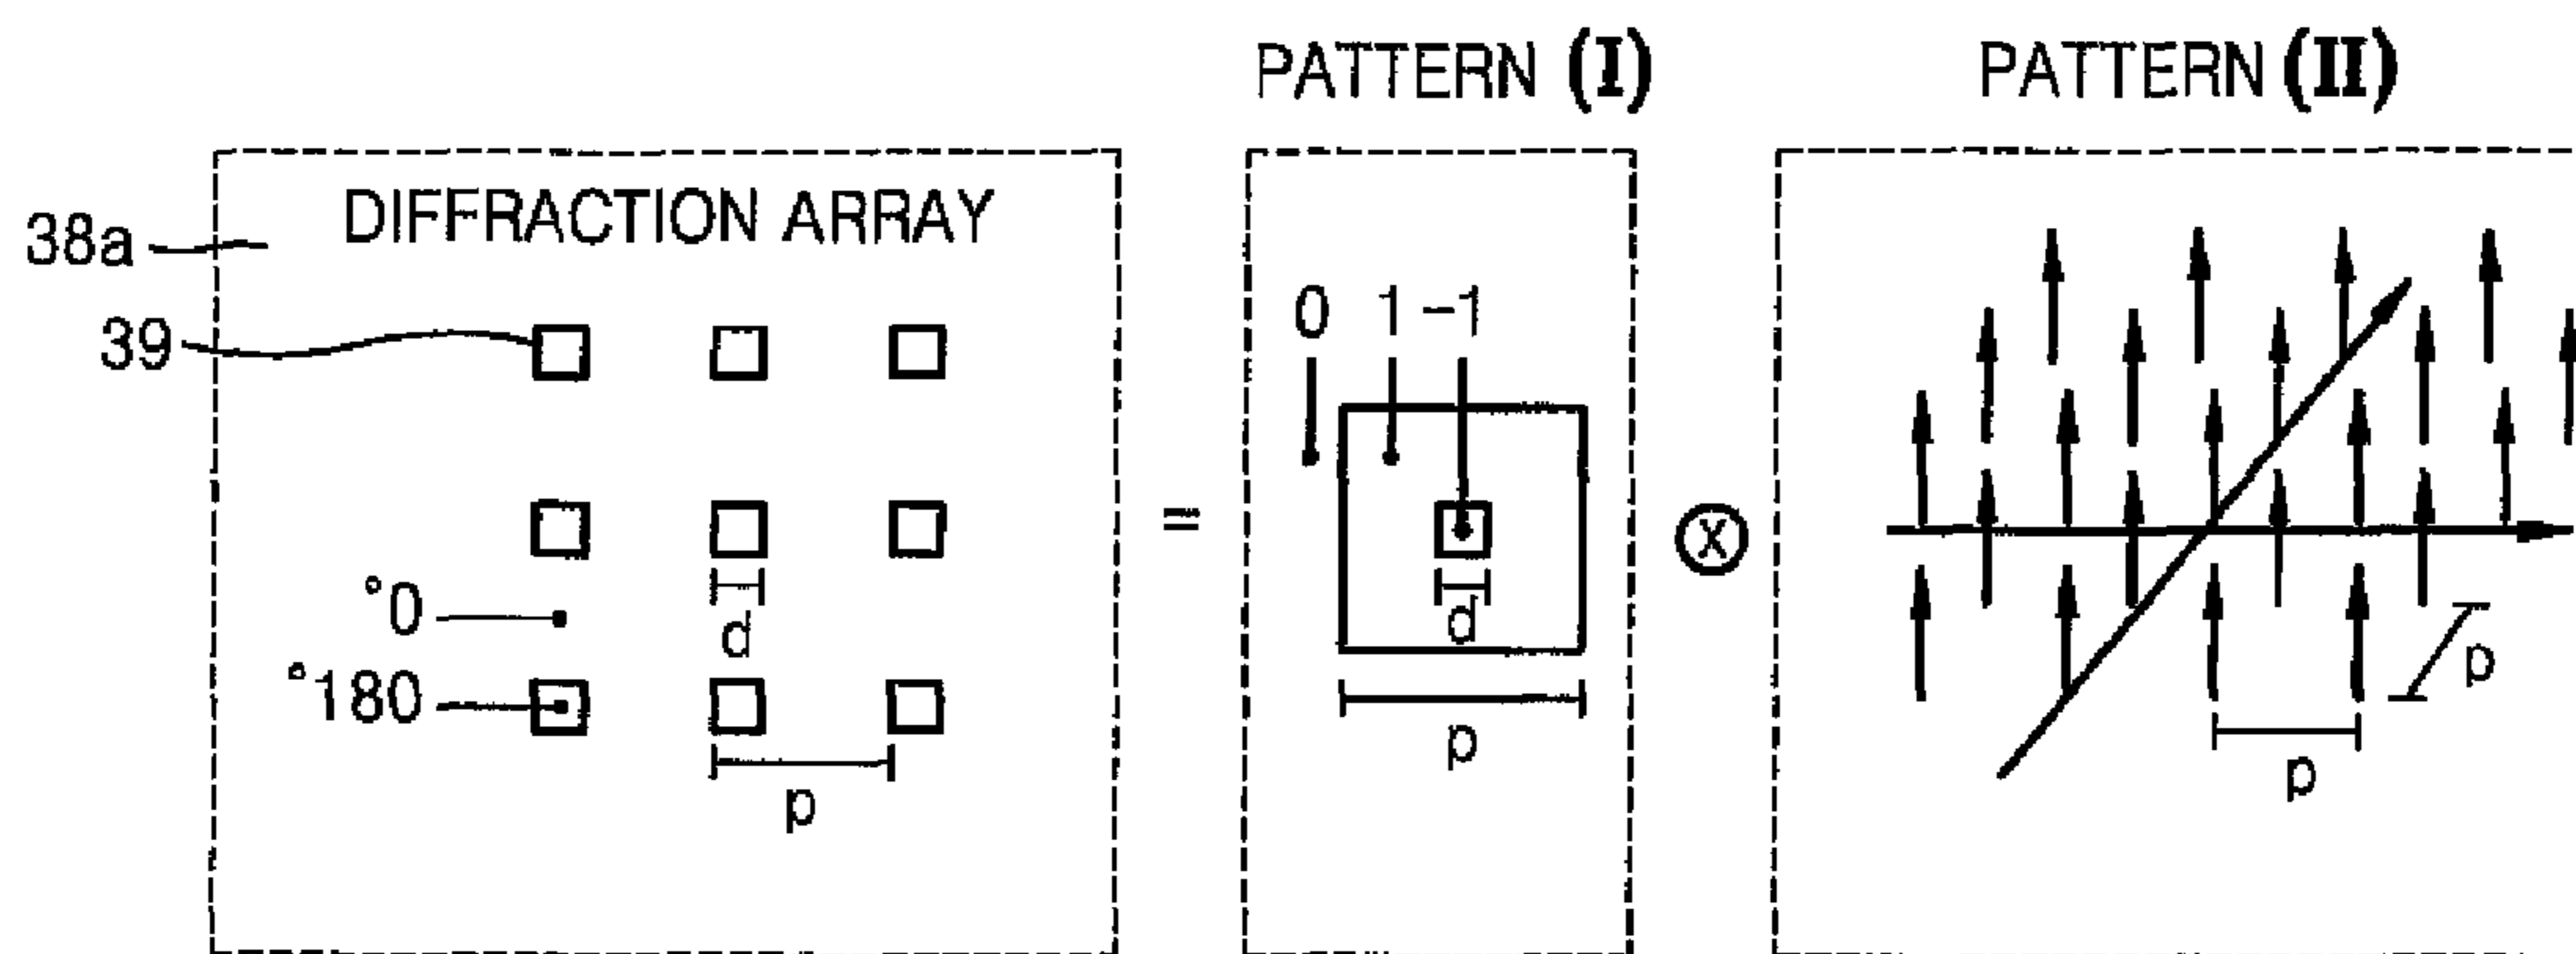 PATTERN (I)
PATTERN (II)
DIFFRACTION ARRAY
38a
39
°0
°180
d
p
=
0 1 -1
d
p
X
p
p